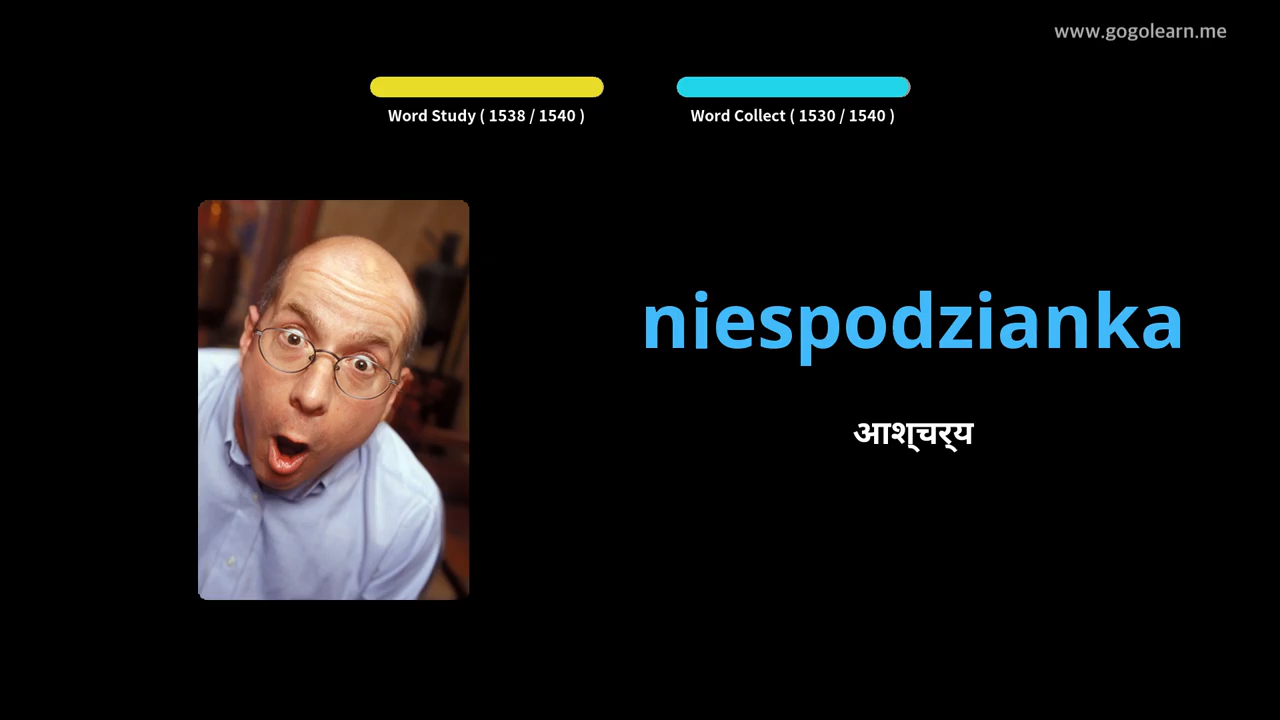 www.gogolearn.me
Word Study ( 1538 / 1540 )
Word Collect ( 1530 / 1540 )
niespodzianka
आश्चर्य